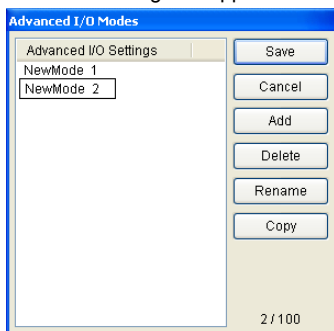 Advanced I/O Modes
Advanced I/O Settings
NewMode 1
NewMode 2
Save
Cancel
Add
Delete
Rename
Copy
2/100